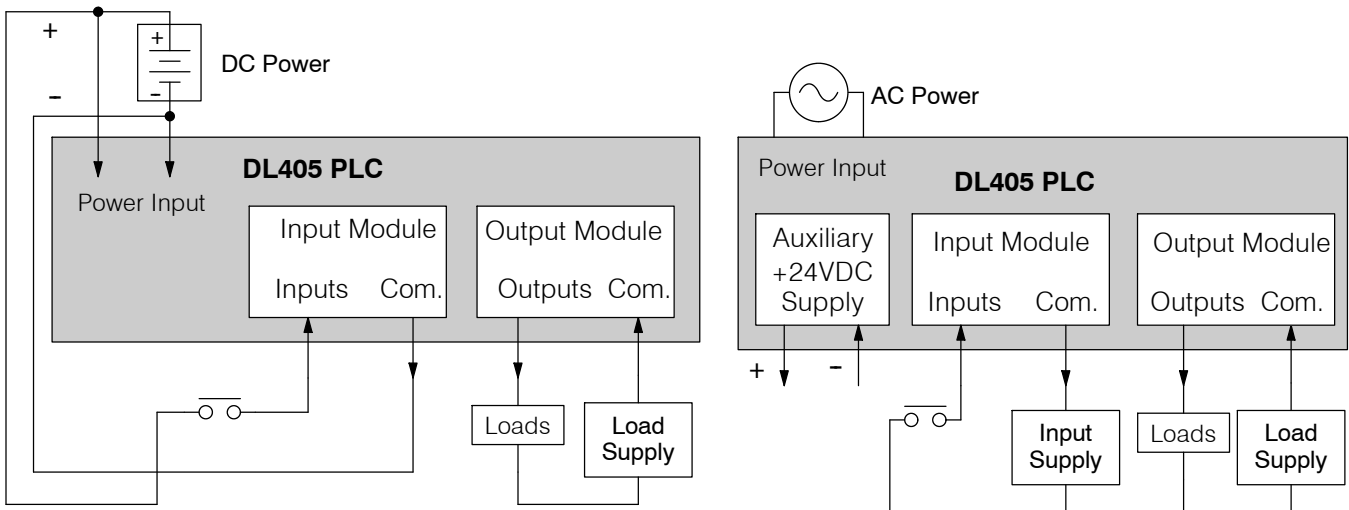 +
-
+
-
DC Power
DL405 PLC
Power Input
Input Module
Inputs Com.
Output Module
Outputs Com.
Loads
Load
Supply
AC Power
Power Input
DL405 PLC
Auxiliary
+24VDC
Supply
Input Module
Inputs Com.
Output Module
Outputs Com.
+ -
Input
Supply
Loads
Load
Supply